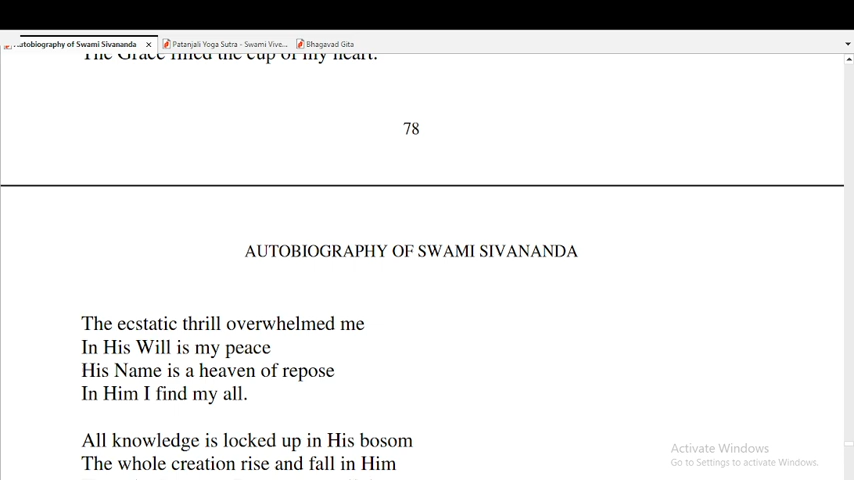 Autobiography of Swami Sivananda
Patanjali Yoga Sutra - Swami Vive...
Bhagavad Gita
The Grace filled the cup of my heart.
78
AUTOBIOGRAPHY OF SWAMI SIVANANDA
The ecstatic thrill overwhelmed me
In His Will is my peace
His Name is a heaven of repose
In Him I find my all.
All knowledge is locked up in His bosom
The whole creation rise and fall in Him
Activate Windows
Go to Settings to activate Windows.